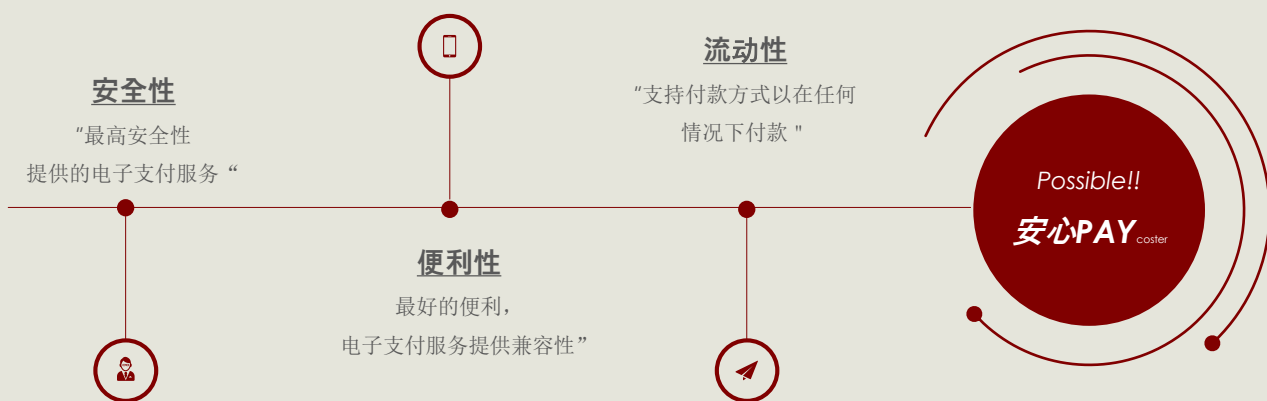 安全性
"最高安全性
提供的电子支付服务“
便利性
最好的便利，
电子支付服务提供兼容性”
流动性
"支持付款方式以在任何
情况下付款 "
Possible!!
安心PAY coster